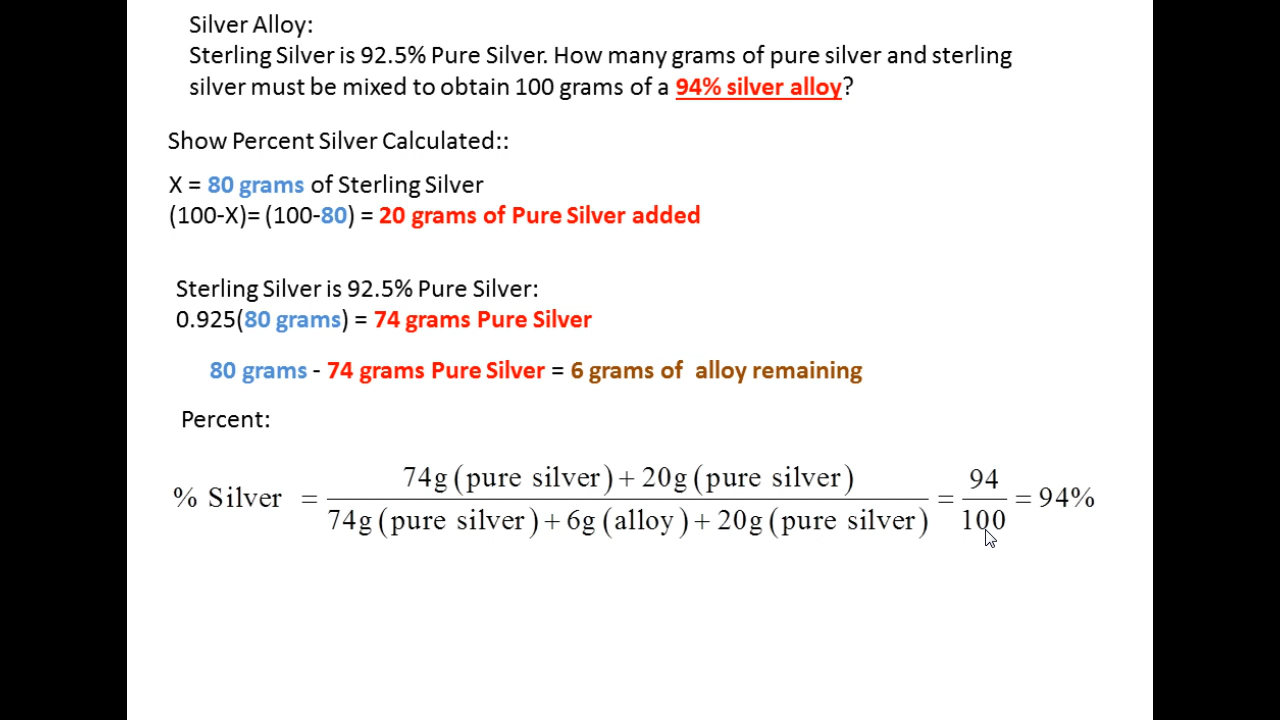 Silver Alloy:
Sterling Silver is 92.5% Pure Silver. How many grams of pure silver and sterling
silver must be mixed to obtain 100 grams of a 94% silver alloy?
Show Percent Silver Calculated::
X = 80 grams of Sterling Silver
(100-X)= (100-80) = 20 grams of Pure Silver added
Sterling Silver is 92.5% Pure Silver:
0.925(80 grams) = 74 grams Pure Silver
80 grams - 74 grams Pure Silver = 6 grams of  alloy remaining
Percent:
% Silver = 74g (pure silver) + 20g (pure silver) / 74g (pure silver) + 6g (alloy) + 20g (pure silver) = 94 / 100 = 94%